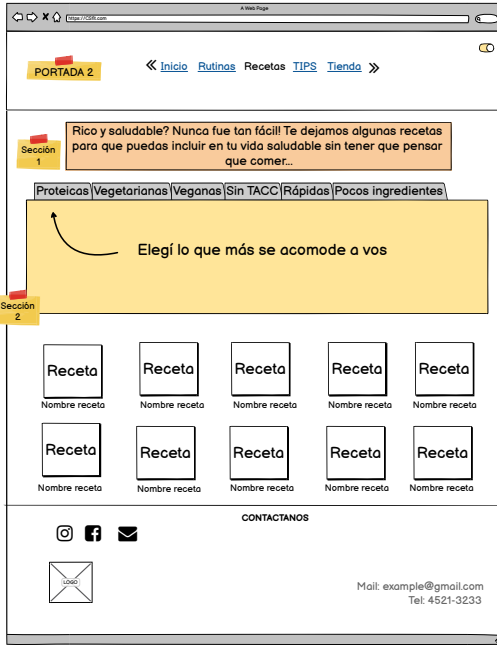 A Web Page
https://CSfit.com
PORTADA 2
Inicio Rutinas Recetas TIPS Tienda
Sección
1
Rico y saludable? Nunca fue tan fácil! Te dejamos algunas recetas
para que puedas incluir en tu vida saludable sin tener que pensar
que comer...
Proteicas Vegetarianas Veganas Sin TACC Rápidas Pocos ingredientes
Elegí lo que más se acomode a vos
Sección
2
Receta Receta Receta Receta Receta
Nombre receta Nombre receta Nombre receta Nombre receta Nombre receta
Receta Receta Receta Receta Receta
Nombre receta Nombre receta Nombre receta Nombre receta Nombre receta
CONTACTANOS
LOGO
Mail: example@gmail.com
Tel: 4521-3233